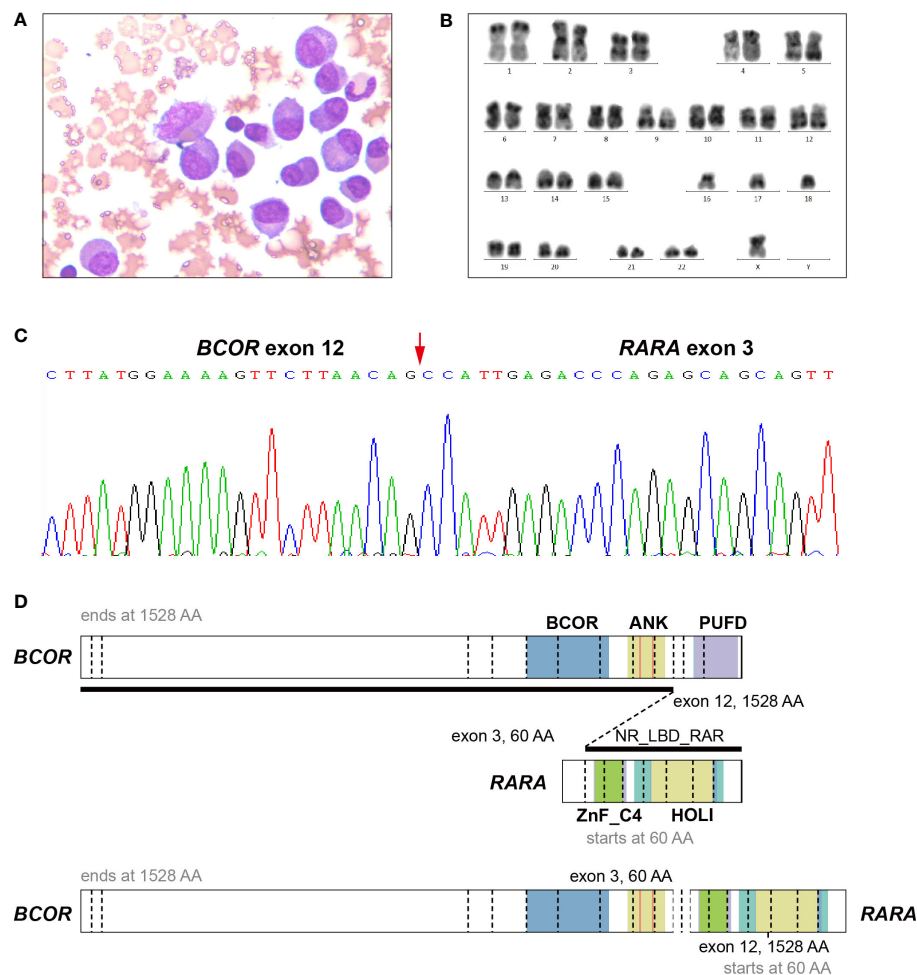 A
B
1 2 3 4 5
6 7 8 9 10 11 12
13 14 15 16 17 18
19 20 21 22 X Y
C
BCOR exon 12 RARA exon 3
C T T A T G G A A A A G T T C T T A A C A G C C A T T G A G A C C C A G A G C A G C A G T T
D
ends at 1528 AA
BCOR ANK PUFD
BCOR
exon 12, 1528 AA
exon 3, 60 AA NR_LBD_RAR
RARA
ZnF_C4 HOLI
starts at 60 AA
ends at 1528 AA exon 3, 60 AA
BCOR RARA
exon 12, 1528 AA
starts at 60 AA